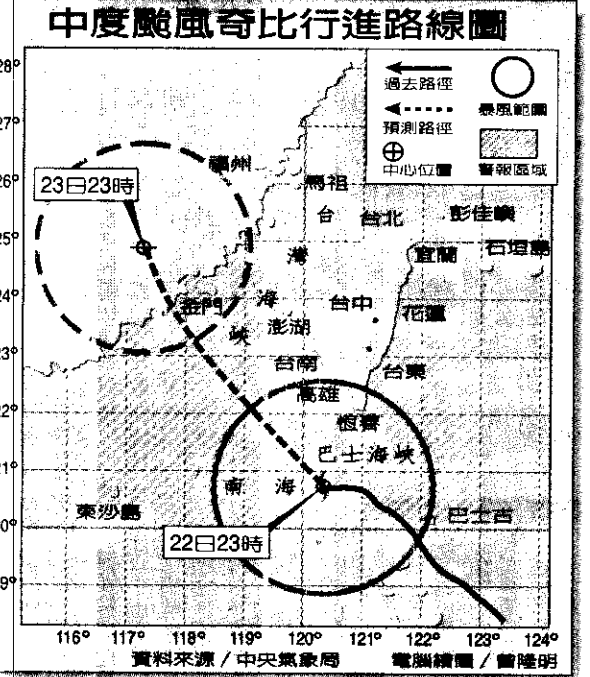 中度颱風奇比行進路線圖
過去路徑
暴風範圍
預測路徑
中心位置
警報區域
28°
27°
26°
25°
24°
23°
22°
21°
20°
19°
福州
23日23時
馬祖
台 台北 彭佳嶼
灣 宜蘭 石垣島
金門 海 台中 花蓮
峽 澎湖
台南 台東
高雄
恆春
巴士海峽
南 海
東沙島 巴士古
22日23時
116° 117° 118° 119° 120° 121° 122° 123° 124°
資料來源/中央氣象局 電腦繪圖/曾隆明